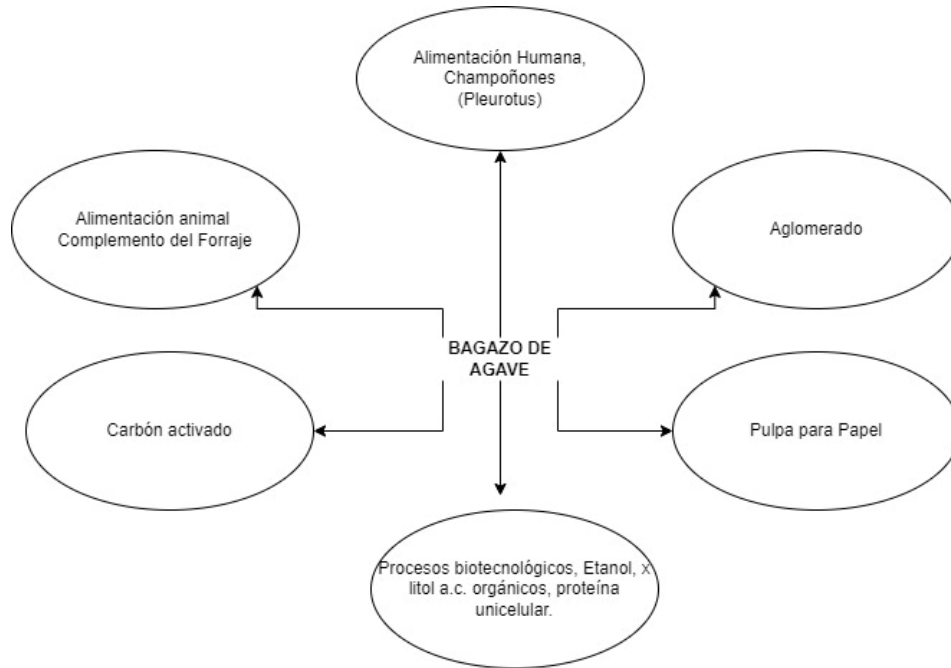 Alimentación Humana,
Champoñones
(Pleurotus)
Alimentación animal
Complemento del Forraje
Aglomerado
BAGAZO DE
AGAVE
Carbón activado
Pulpa para Papel
Procesos biotecnológicos, Etanol, x
litol a.c. orgánicos, proteína
unicelular.